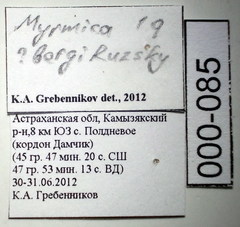 Myrmica 1♀
? bergi Ruzsky
K.A. Grebennikov det., 2012
Астраханская обл, Камызякский
р-н,8 км ЮЗ с. Полдневое
(кордон Дамчик)
(45 гр. 47 мин. 20 с. СШ
47 гр. 53 мин. 13 с. ВД)
30-31.06.2012
К.А. Гребенников
000-085